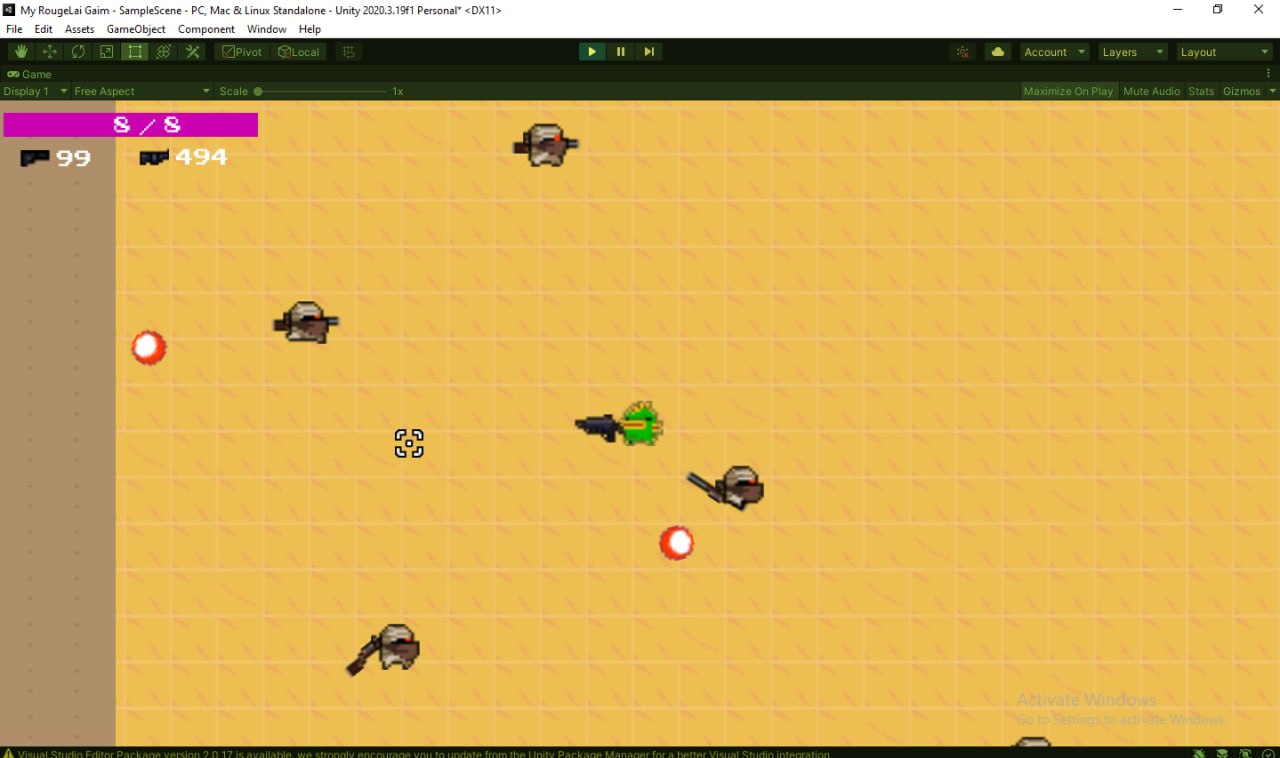 My RougeLai Gaim - SampleScene - PC, Mac & Linux Standalone - Unity 2020.3.19f1 Personal* <DX11>
File Edit Assets GameObject Component Window Help
Pivot Local Account Layers Layout
Game
Display 1 Free Aspect Scale 1x Maximize On Play Mute Audio Stats Gizmos
8 / 8
99 494
Activate Windows
Go to Settings to activate Windows.
Visual Studio Editor Package version 2.0.17 is available, we strongly encourage you to update from the Unity Package Manager for a better Visual Studio integration